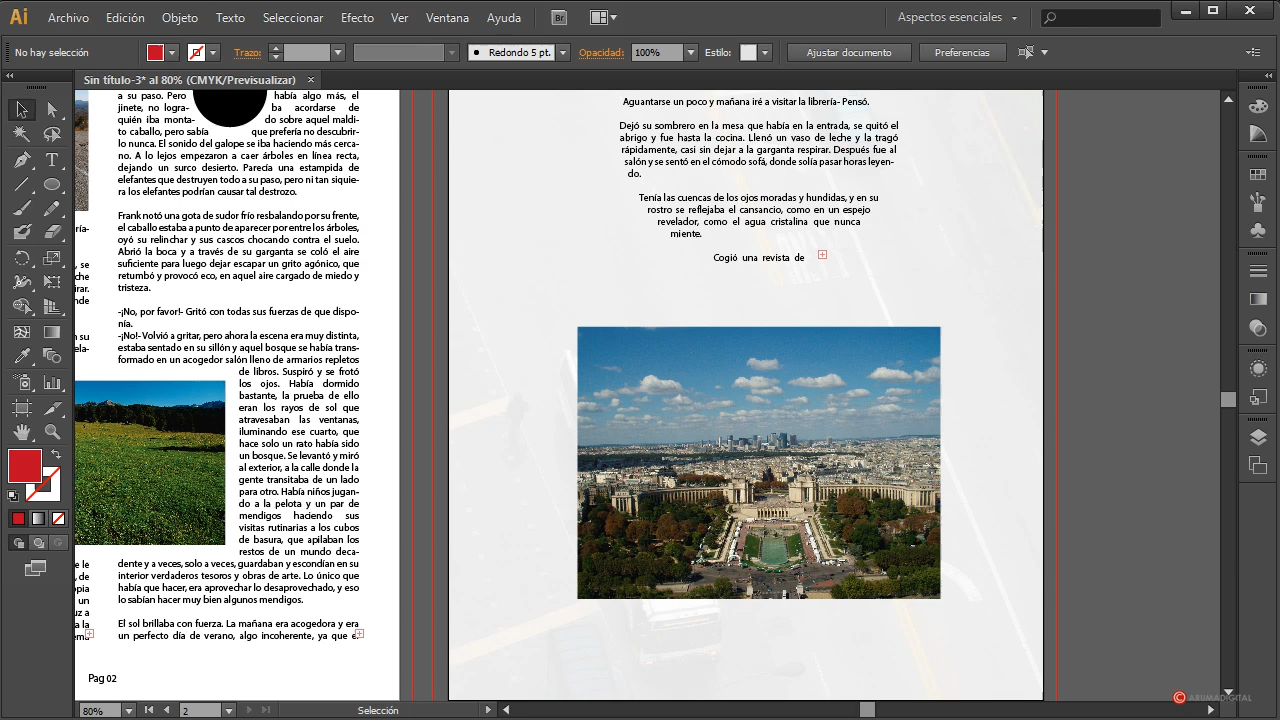 Ai Archivo Edición Objeto Texto Seleccionar Efecto Ver Ventana Ayuda Br Aspectos esenciales
No hay selección Trazo: Redondo 5 pt. Opacidad: 100% Estilo: Ajustar documento Preferencias
Sin título-3* al 80% (CMYK/Previsualizar)
a su paso. Pero había algo más, el
jinete, no logra- ba acordarse de
quién iba monta- do sobre aquel maldi-
to caballo, pero sabía que prefería no descubrir-
lo nunca. El sonido del galope se iba haciendo más cerca-
no. A lo lejos empezaron a caer árboles en línea recta,
dejando un surco desierto. Parecía una estampida de
elefantes que destruyen todo a su paso, pero ni tan siquie-
ra los elefantes podrían causar tal destrozo.
Frank notó una gota de sudor frío resbalando por su frente,
el caballo estaba a punto de aparecer por entre los árboles,
oyó su relinchar y sus cascos chocando contra el suelo.
Abrió la boca y a través de su garganta se coló el aire
suficiente para luego dejar escapar un grito agónico, que
retumbó y provocó eco, en aquel aire cargado de miedo y
tristeza.
-¡No, por favor!- Gritó con todas sus fuerzas de que dispo-
nía.
-¡No!- Volvió a gritar, pero ahora la escena era muy distinta,
estaba sentado en su sillón y aquel bosque se había trans-
formado en un acogedor salón lleno de armarios repletos
de libros. Suspiró y se frotó
los ojos. Había dormido
bastante, la prueba de ello
eran los rayos de sol que
atravesaban las ventanas,
iluminando ese cuarto, que
hace solo un rato había sido
un bosque. Se levantó y miró
al exterior, a la calle donde la
gente transitaba de un lado
para otro. Había niños jugan-
do a la pelota y un par de
mendigos haciendo sus
visitas rutinarias a los cubos
de basura, que apilaban los
restos de un mundo deca-
dente y a veces, solo a veces, guardaban y escondían en su
interior verdaderos tesoros y obras de arte. Lo único que
había que hacer, era aprovechar lo desaprovechado, y eso
lo sabían hacer muy bien algunos mendigos.
El sol brillaba con fuerza. La mañana era acogedora y era
un perfecto día de verano, algo incoherente, ya que e
Pag 02
Aguantarse un poco y mañana iré a visitar la librería- Pensó.
Dejó su sombrero en la mesa que había en la entrada, se quitó el
abrigo y fue hasta la cocina. Llenó un vaso de leche y la tragó
rápidamente, casi sin dejar a la garganta respirar. Después fue al
salón y se sentó en el cómodo sofá, donde solía pasar horas leyen-
do.
Tenía las cuencas de los ojos moradas y hundidas, y en su
rostro se reflejaba el cansancio, como en un espejo
revelador, como el agua cristalina que nunca
miente.
Cogió una revista de
80% 2 Selección
© ARUMADIGITAL